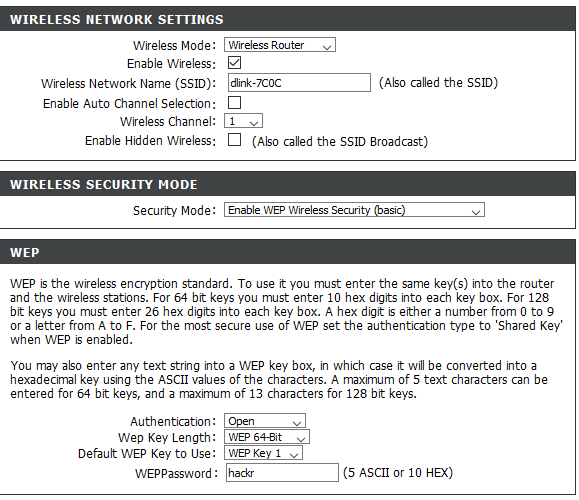 WIRELESS NETWORK SETTINGS
Wireless Mode: Wireless Router
Enable Wireless:
Wireless Network Name (SSID): dlink-7C0C (Also called the SSID)
Enable Auto Channel Selection:
Wireless Channel: 1
Enable Hidden Wireless: (Also called the SSID Broadcast)
WIRELESS SECURITY MODE
Security Mode: Enable WEP Wireless Security (basic)
WEP
WEP is the wireless encryption standard. To use it you must enter the same key(s) into the router
and the wireless stations. For 64 bit keys you must enter 10 hex digits into each key box. For 128
bit keys you must enter 26 hex digits into each key box. A hex digit is either a number from 0 to 9
or a letter from A to F. For the most secure use of WEP set the authentication type to 'Shared Key'
when WEP is enabled.
You may also enter any text string into a WEP key box, in which case it will be converted into a
hexadecimal key using the ASCII values of the characters. A maximum of 5 text characters can be
entered for 64 bit keys, and a maximum of 13 characters for 128 bit keys.
Authentication: Open
Wep Key Length: WEP 64-Bit
Default WEP Key to Use: WEP Key 1
WEPPassword: hackr (5 ASCII or 10 HEX)